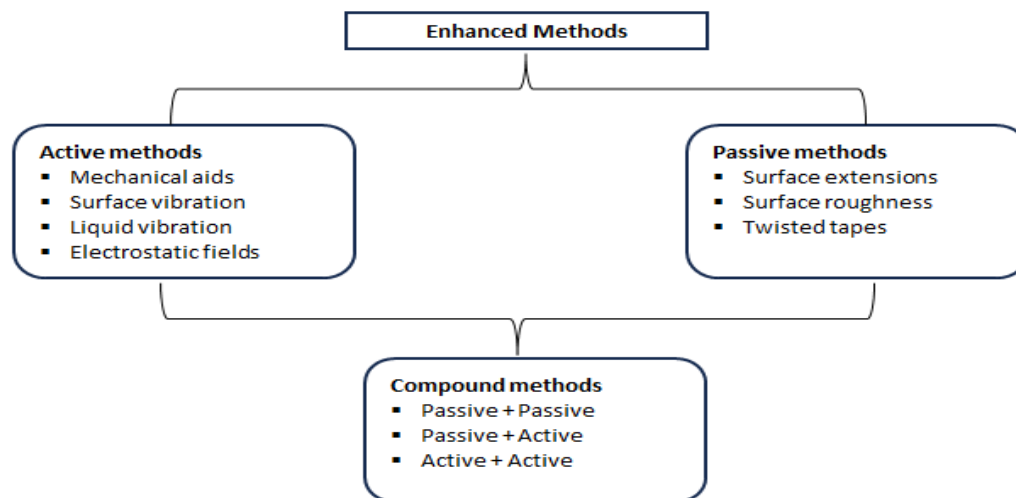 Enhanced Methods
Active methods
▪ Mechanical aids
▪ Surface vibration
▪ Liquid vibration
▪ Electrostatic fields
Passive methods
▪ Surface extensions
▪ Surface roughness
▪ Twisted tapes
Compound methods
▪ Passive + Passive
▪ Passive + Active
▪ Active + Active